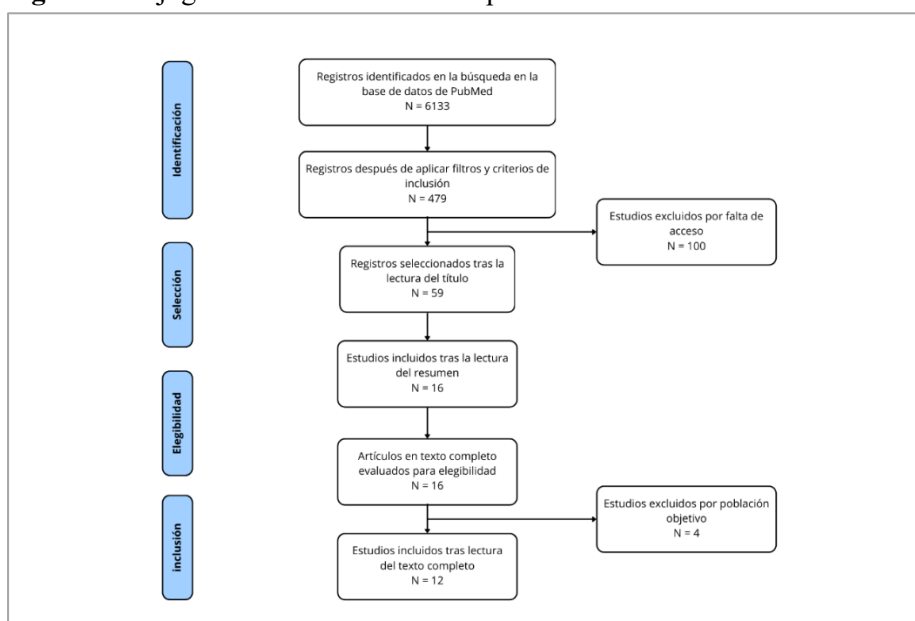 Identificación
Registros identificados en la búsqueda en la
base de datos de PubMed
N = 6133
Registros después de aplicar filtros y criterios de
inclusión
N = 479
Estudios excluidos por falta de
acceso
N = 100
Selección
Registros seleccionados tras la
lectura del título
N = 59
Estudios incluidos tras la lectura
del resumen
N = 16
Elegibilidad
Artículos en texto completo
evaluados para elegibilidad
N = 16
Estudios excluidos por población
objetivo
N = 4
inclusión
Estudios incluidos tras lectura
del texto completo
N = 12